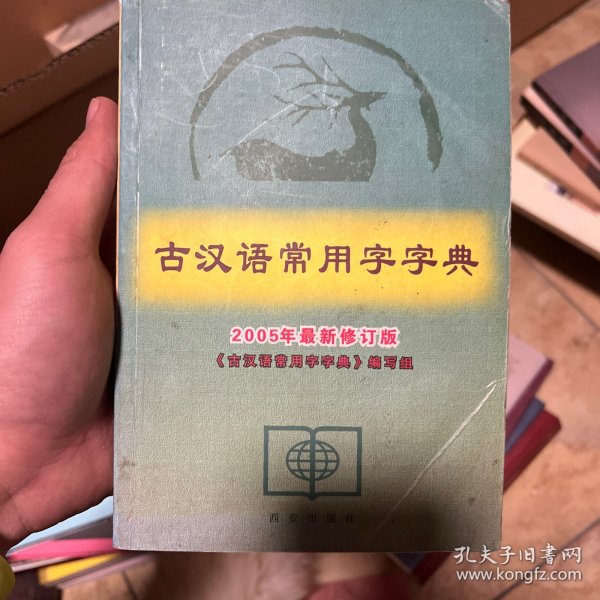 古汉语常用字字典
2005年最新修订版
《古汉语常用字字典》编写组
西安出版社
孔夫子旧书网
www.kongfz.com